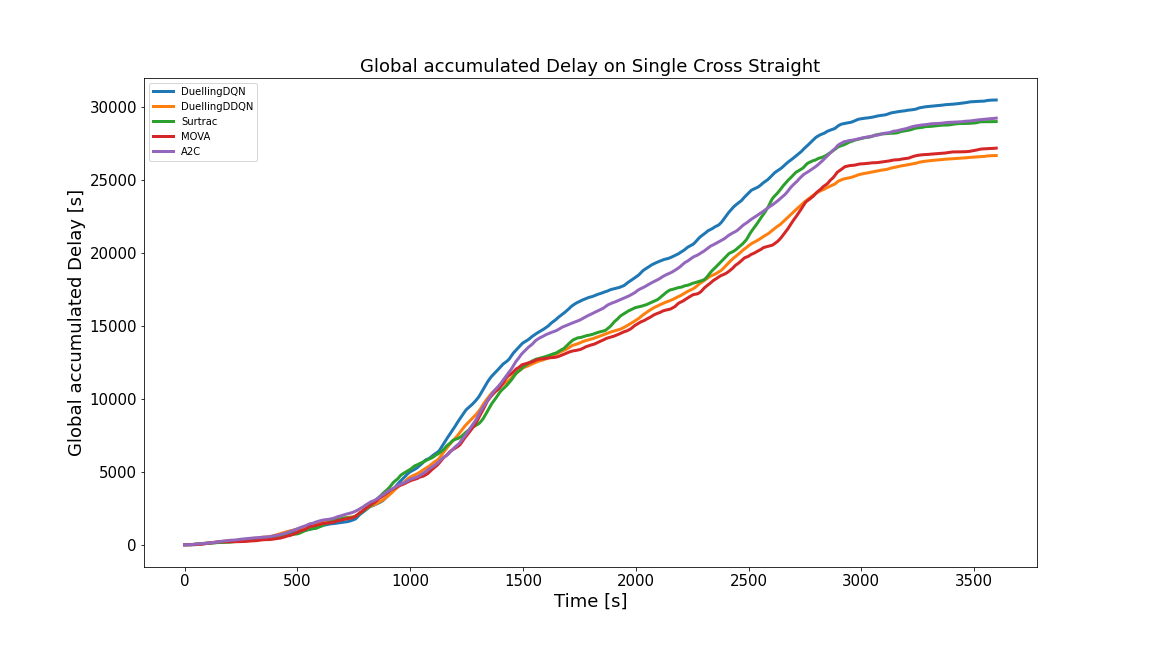 Global accumulated Delay on Single Cross Straight
DuellingDQN
DuellingDDQN
Surtrac
MOVA
A2C
30000
25000
20000
15000
10000
5000
0
Global accumulated Delay [s]
0 500 1000 1500 2000 2500 3000 3500
Time [s]